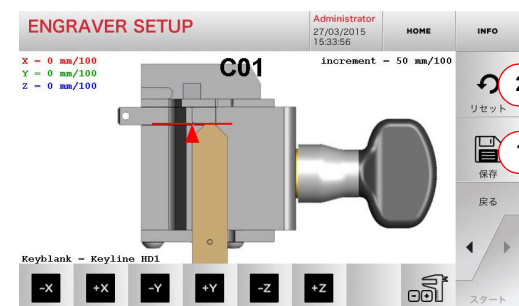 ENGRAVER SETUP
Administrator
27/03/2015
15:33:56
HOME
INFO
X - 0 mm/100
Y - 0 mm/100
Z - 0 mm/100
C01
increment - 50 mm/100
リセット
保存
戻る
Keyblank - Keyline HD1
-X
+X
-Y
+Y
-Z
+Z
スタート